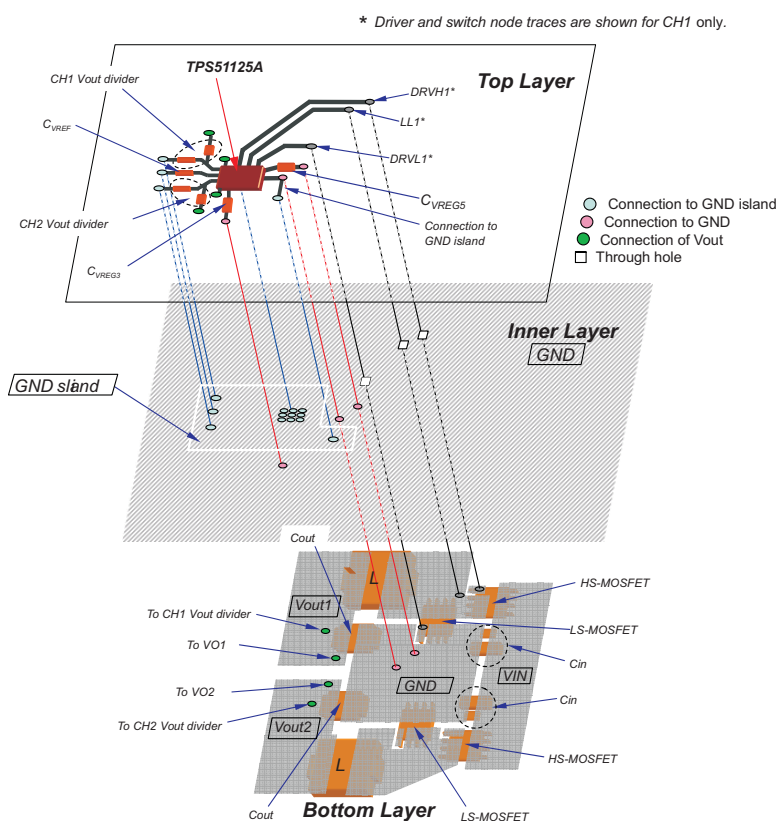 * Driver and switch node traces are shown for CH1 only.
TPS51125A
Top Layer
CH1 Vout divider
DRVH1*
LL1*
C_VREF
DRVL1*
C_VREG5
CH2 Vout divider
Connection to
GND island
C_VREG3
Connection to GND island
Connection to GND
Connection of Vout
Through hole
Inner Layer
GND
GND sland
Cout
L
HS-MOSFET
Vout1
To CH1 Vout divider
LS-MOSFET
To VO1
Cin
VIN
GND
To VO2
Cin
To CH2 Vout divider
Vout2
HS-MOSFET
L
Cout
Bottom Layer
LS-MOSFET